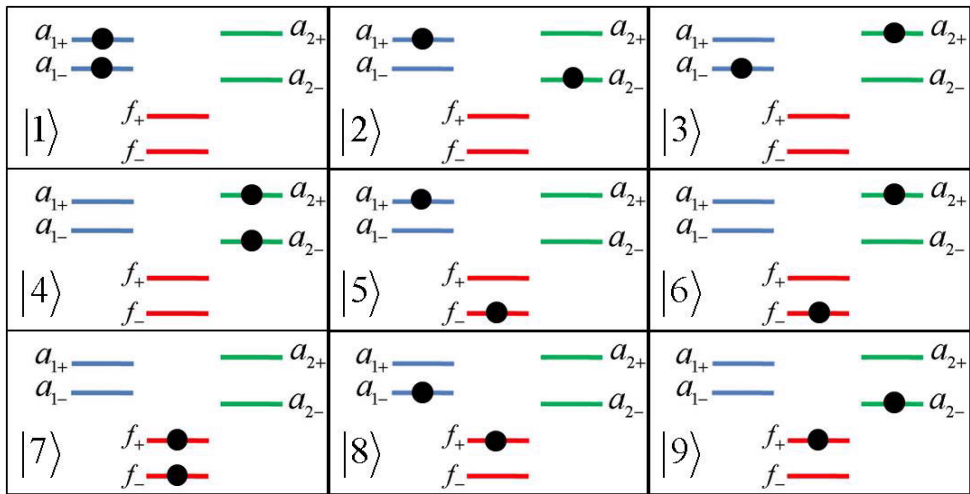 a₁₊ a₂₊ a₁₊ a₂₊ a₁₊ a₂₊
a₁₋ a₂₋ a₁₋ a₂₋ a₁₋ a₂₋
f₊ f₊ f₊
|1⟩ f₋ |2⟩ f₋ |3⟩ f₋
a₁₊ a₂₊ a₁₊ a₂₊ a₁₊ a₂₊
a₁₋ a₂₋ a₁₋ a₂₋ a₁₋ a₂₋
f₊ f₊ f₊
|4⟩ f₋ |5⟩ f₋ |6⟩ f₋
a₁₊ a₂₊ a₁₊ a₂₊ a₁₊ a₂₊
a₁₋ a₂₋ a₁₋ a₂₋ a₁₋ a₂₋
f₊ f₊ f₊
|7⟩ f₋ |8⟩ f₋ |9⟩ f₋